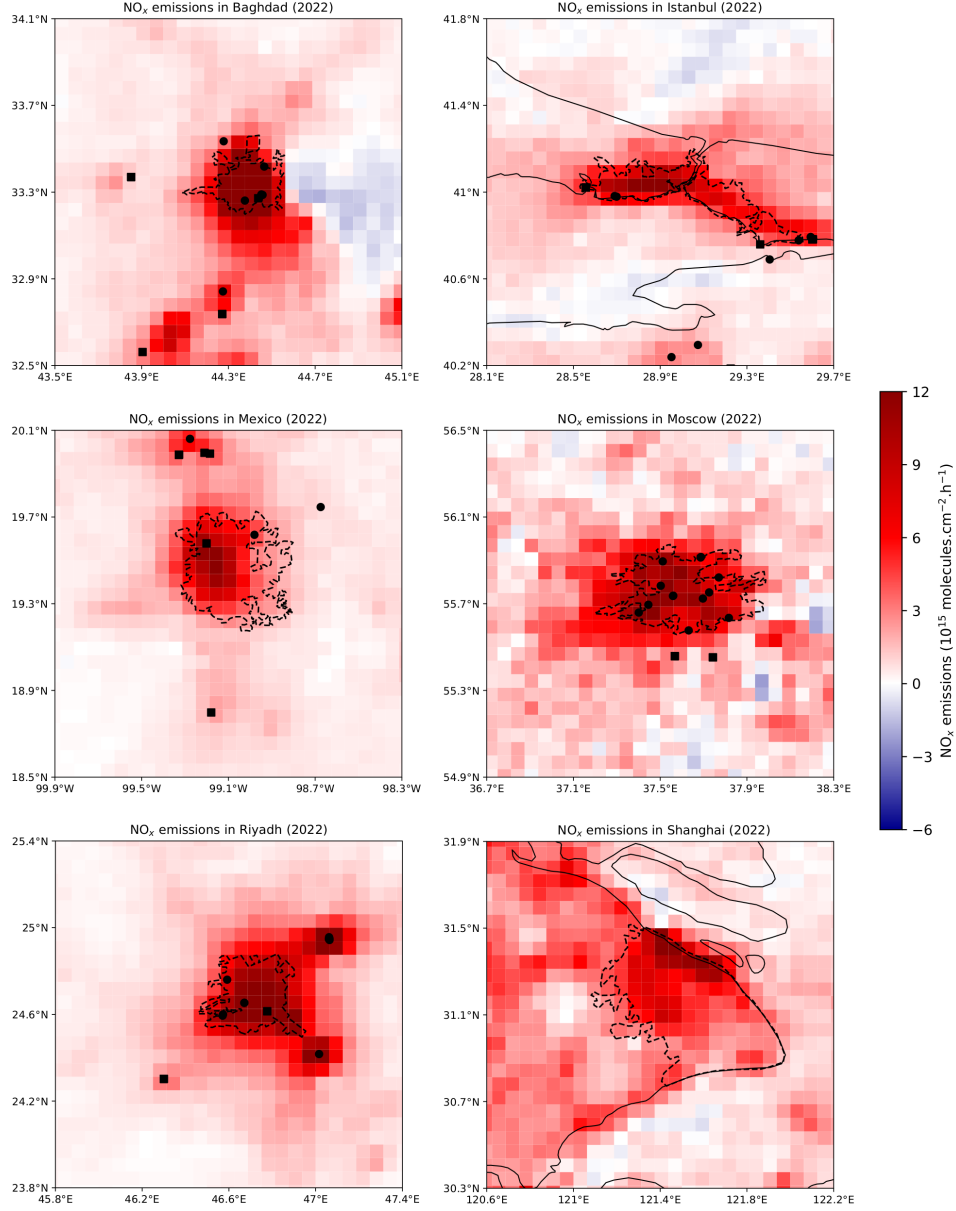 NOₓ emissions in Baghdad (2022)
34.1°N
33.7°N
33.3°N
32.9°N
32.5°N
43.5°E 43.9°E 44.3°E 44.7°E 45.1°E
NOₓ emissions in Istanbul (2022)
41.8°N
41.4°N
41°N
40.6°N
40.2°N
28.1°E 28.5°E 28.9°E 29.3°E 29.7°E
NOₓ emissions in Mexico (2022)
20.1°N
19.7°N
19.3°N
18.9°N
18.5°N
99.9°W 99.5°W 99.1°W 98.7°W 98.3°W
NOₓ emissions in Moscow (2022)
56.5°N
56.1°N
55.7°N
55.3°N
54.9°N
36.7°E 37.1°E 37.5°E 37.9°E 38.3°E
NOₓ emissions in Riyadh (2022)
25.4°N
25°N
24.6°N
24.2°N
23.8°N
45.8°E 46.2°E 46.6°E 47°E 47.4°E
NOₓ emissions in Shanghai (2022)
31.9°N
31.5°N
31.1°N
30.7°N
30.3°N
120.6°E 121°E 121.4°E 121.8°E 122.2°E
12
9
6
3
0
−3
−6
NOₓ emissions (10¹⁵ molecules.cm⁻².h⁻¹)